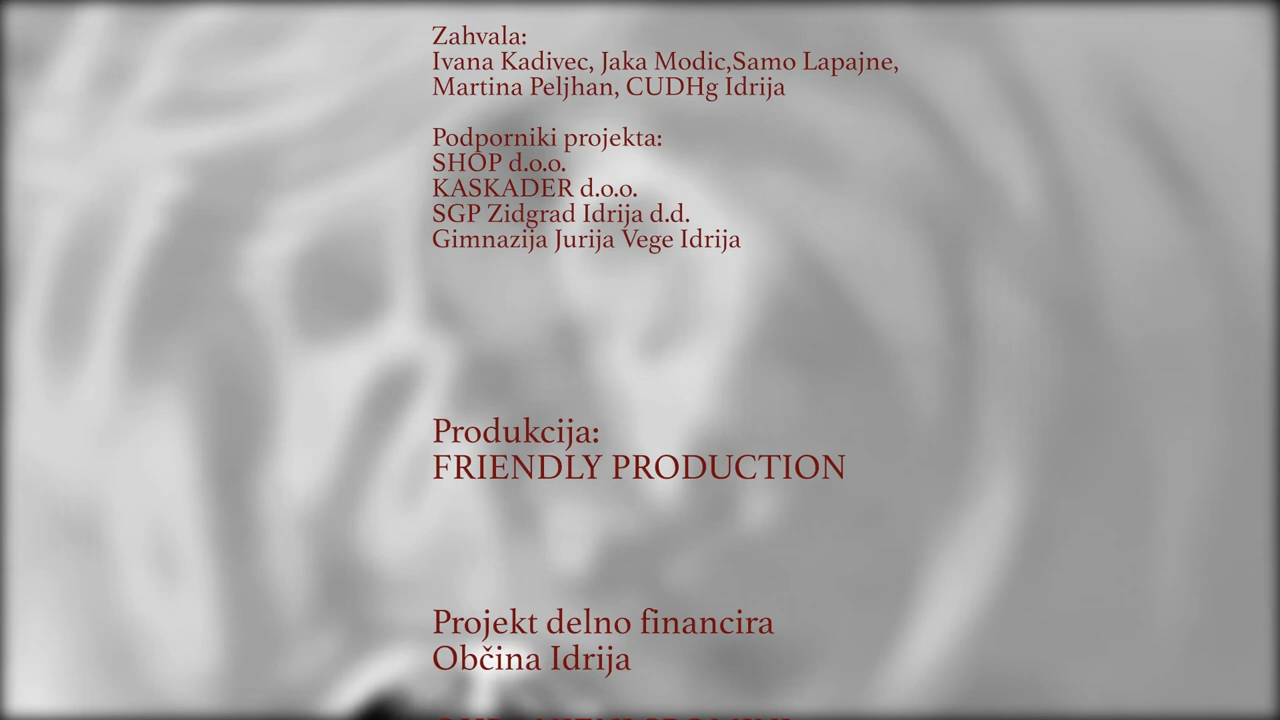 Zahvala:
Ivana Kadivec, Jaka Modic,Samo Lapajne,
Martina Peljhan, CUDHg Idrija
Podporniki projekta:
SHOP d.o.o.
KASKADER d.o.o.
SGP Zidgrad Idrija d.d.
Gimnazija Jurija Vege Idrija
Produkcija:
FRIENDLY PRODUCTION
Projekt delno financira
Občina Idrija